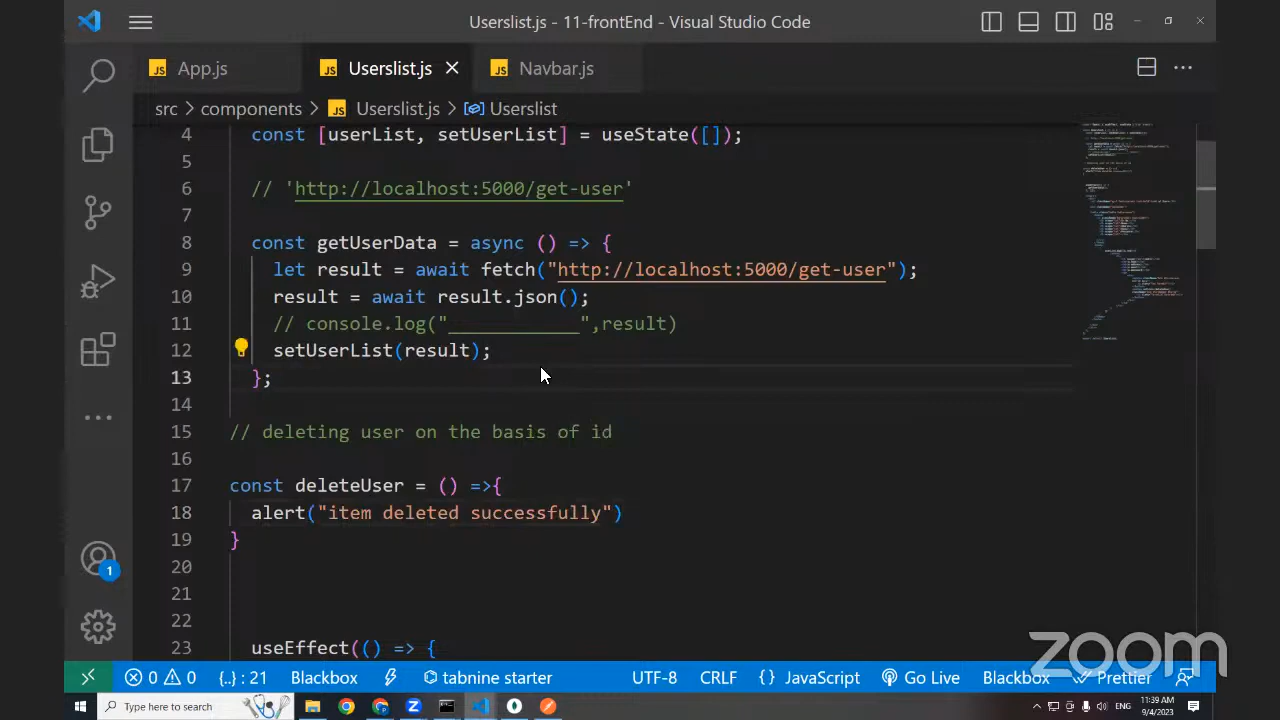 Userslist.js - 11-frontEnd - Visual Studio Code
JS App.js JS Userslist.js JS Navbar.js
src > components > JS Userslist.js > Userslist
4 const [userList, setUserList] = useState([]);
5
6 // 'http://localhost:5000/get-user'
7
8 const getUserData = async () => {
9 let result = await fetch("http://localhost:5000/get-user");
10 result = await result.json();
11 // console.log("____________",result)
12 setUserList(result);
13 };
14
15 // deleting user on the basis of id
16
17 const deleteUser = () =>{
18 alert("item deleted successfully")
19 }
20
21
22
23 useEffect(() => {
1
zoom
0 0 {..} : 21 Blackbox tabnine starter UTF-8 CRLF {} JavaScript Go Live Blackbox Prettier
Type here to search ENG 11:39 AM
9/4/2023